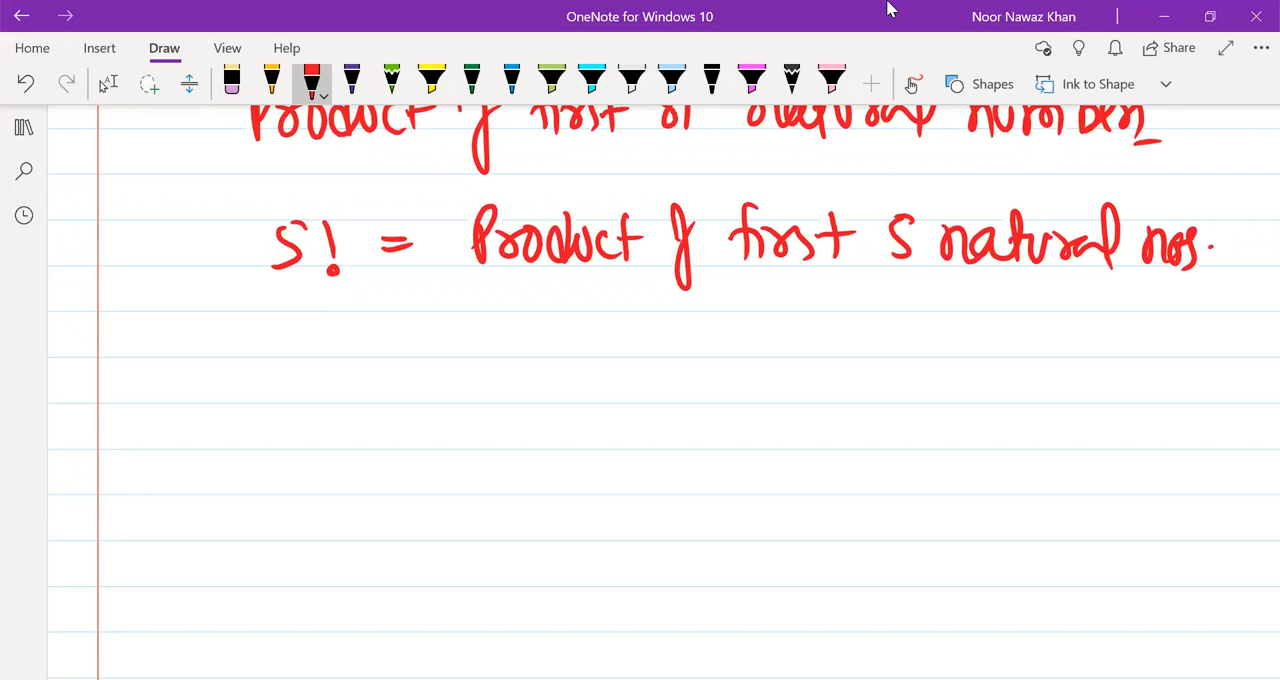 OneNote for Windows 10
Noor Nawaz Khan
Home Insert Draw View Help
Share
Shapes
Ink to Shape
Product of first n natural numbers
5! = Product of first 5 natural nos.